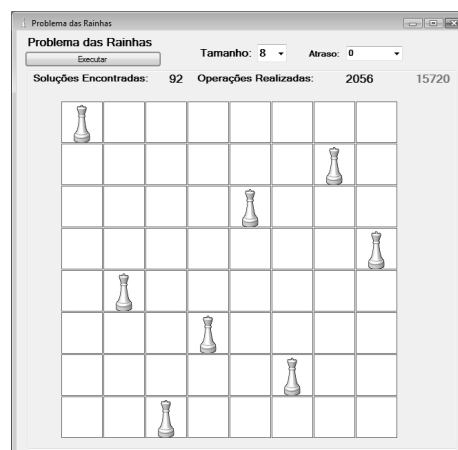 Problema das Rainhas
Problema das Rainhas
Tamanho: 8 Atraso: 0
Executar
Soluções Encontradas: 92 Operações Realizadas: 2056 15720